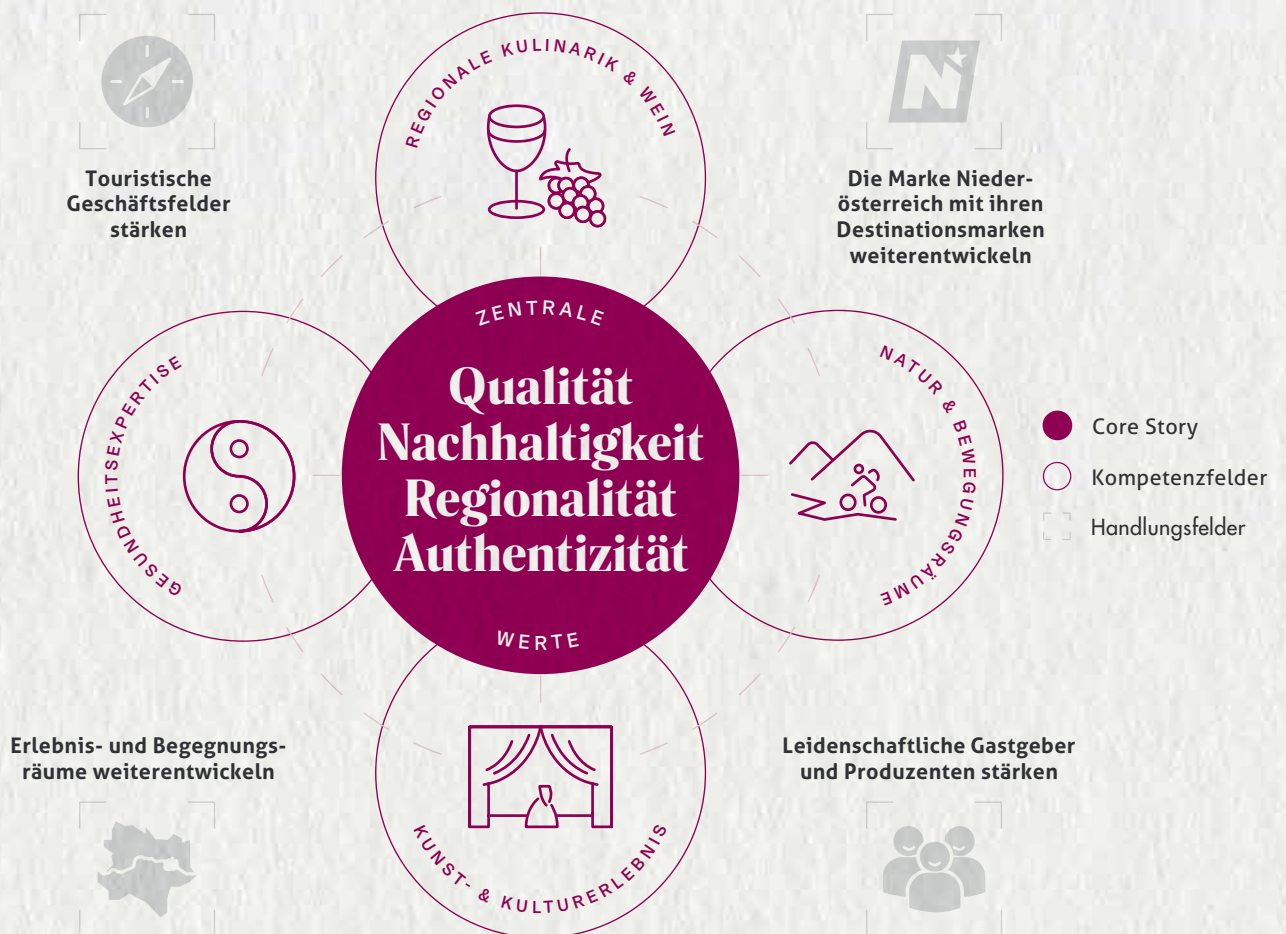 REGIONALE KULINARIK & WEIN
N
Touristische
Geschäftsfelder
stärken
Die Marke Nieder-
österreich mit ihren
Destinationsmarken
weiterentwickeln
GESUNDHEITSEXPERTISE
ZENTRALE
Qualität
Nachhaltigkeit
Regionalität
Authentizität
WERTE
NATUR & BEWEGUNGSRÄUME
Core Story
Kompetenzfelder
Handlungsfelder
Erlebnis- und Begegnungs-
räume weiterentwickeln
Leidenschaftliche Gastgeber
und Produzenten stärken
KUNST- & KULTURERLEBNIS